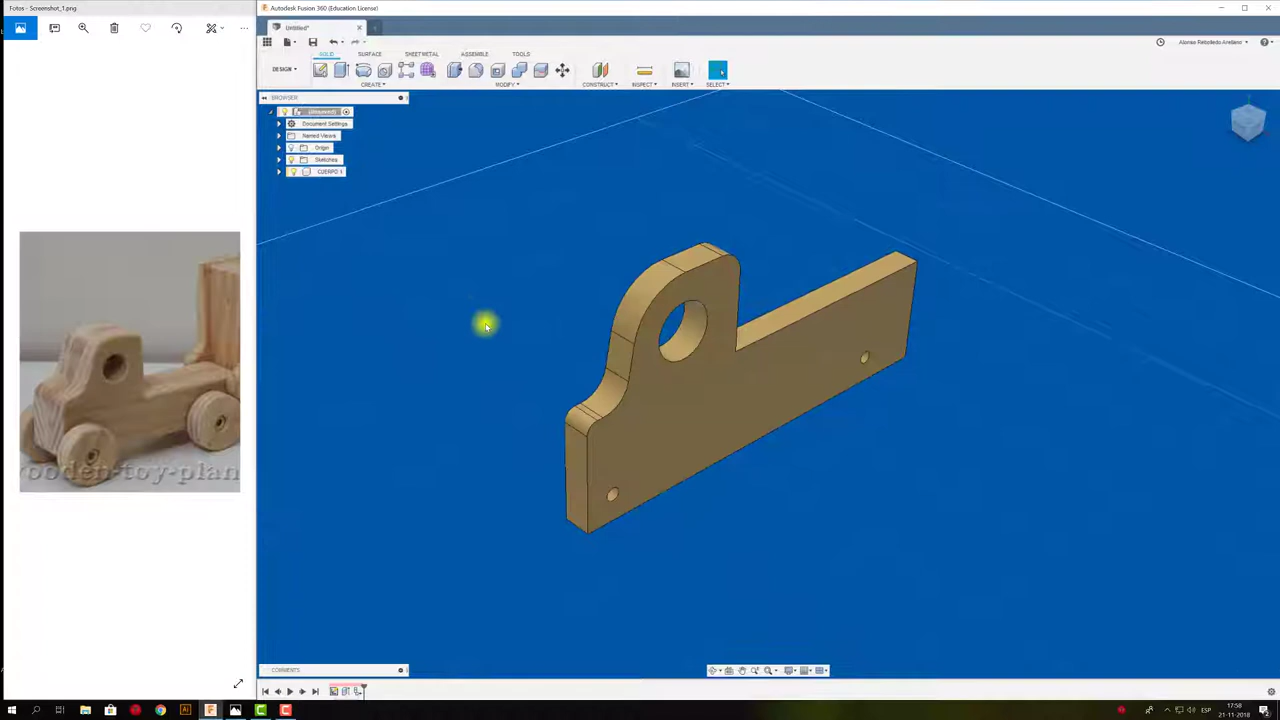 Fotos - Screenshot_1.png
Autodesk Fusion 360 (Education License)
Untitled*
Alonso Rebolledo Arellano
SOLID
SURFACE
SHEET METAL
ASSEMBLE
TOOLS
DESIGN
CREATE
MODIFY
CONSTRUCT
INSPECT
INSERT
SELECT
BROWSER
Document Settings
Named Views
Origin
Sketches
CUERPO 1
ooden-toy-plan
COMMENTS
ESP
17:58
21-11-2018